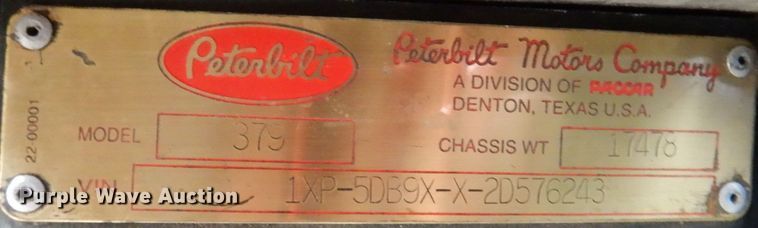 Peterbilt
Peterbilt Motors Company
A DIVISION OF PACCAR
DENTON, TEXAS U.S.A.
MODEL 379
CHASSIS WT 17478
VIN 1XP-5DB9X-X-2D576243
22-00001
Purple Wave Auction